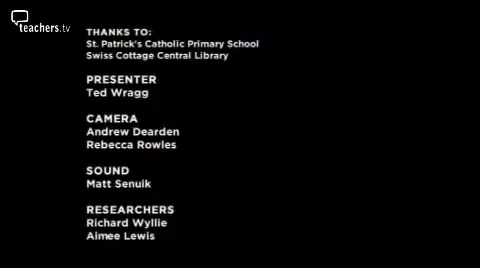 teachers.tv
THANKS TO:
St. Patrick's Catholic Primary School
Swiss Cottage Central Library
PRESENTER
Ted Wragg
CAMERA
Andrew Dearden
Rebecca Rowles
SOUND
Matt Senuik
RESEARCHERS
Richard Wyllie
Aimee Lewis